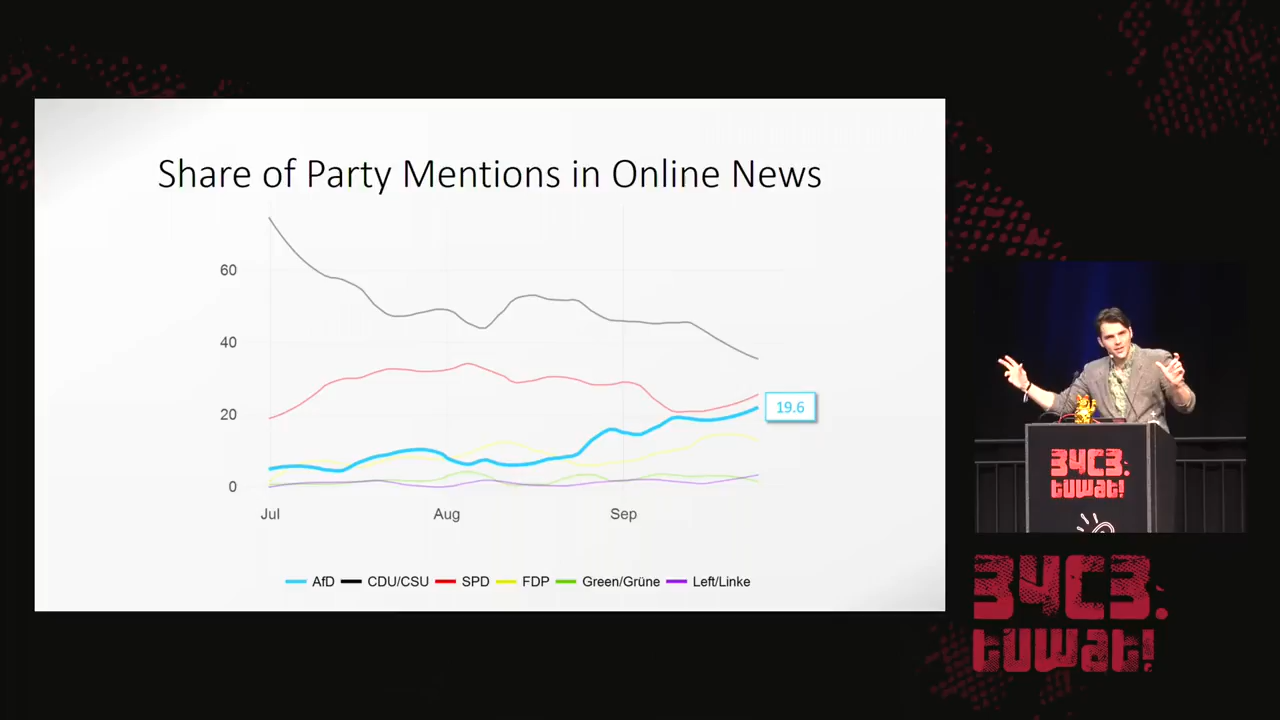 Share of Party Mentions in Online News
60
40
20
0
19.6
Jul Aug Sep
AfD CDU/CSU SPD FDP Green/Grüne Left/Linke
34C3.
tuwat!
34C3.
tuwat!